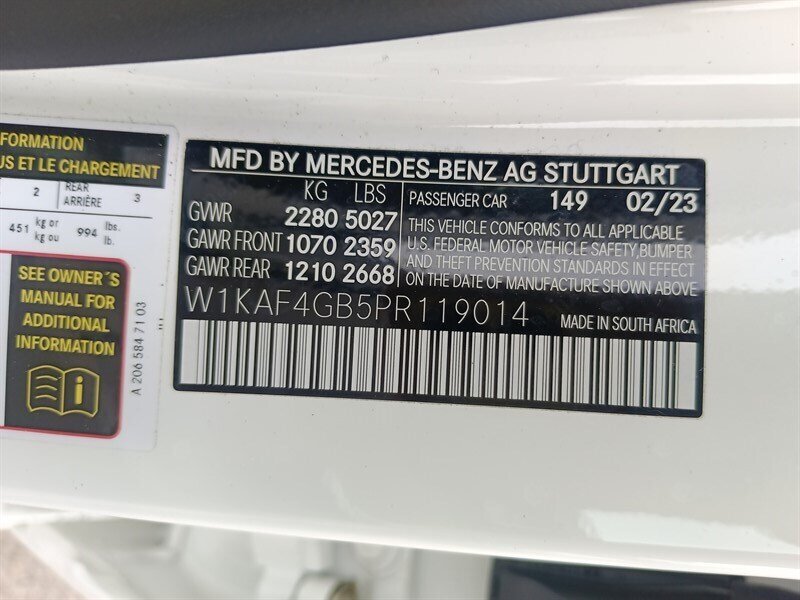 FORMATION
US ET LE CHARGEMENT
2 REAR ARRIÈRE 3
451 kg or kg ou 994 lbs. lb.
SEE OWNER'S
MANUAL FOR
ADDITIONAL
INFORMATION
A 206 584 71 03
MFD BY MERCEDES-BENZ AG STUTTGART
KG LBS
GVWR 2280 5027
GAWR FRONT 1070 2359
GAWR REAR 1210 2668
PASSENGER CAR 149 02/23
THIS VEHICLE CONFORMS TO ALL APPLICABLE
U.S. FEDERAL MOTOR VEHICLE SAFETY,BUMPER
AND THEFT PREVENTION STANDARDS IN EFFECT
ON THE DATE OF MANUFACTURE SHOWN ABOVE.
W1KAF4GB5PR119014
MADE IN SOUTH AFRICA